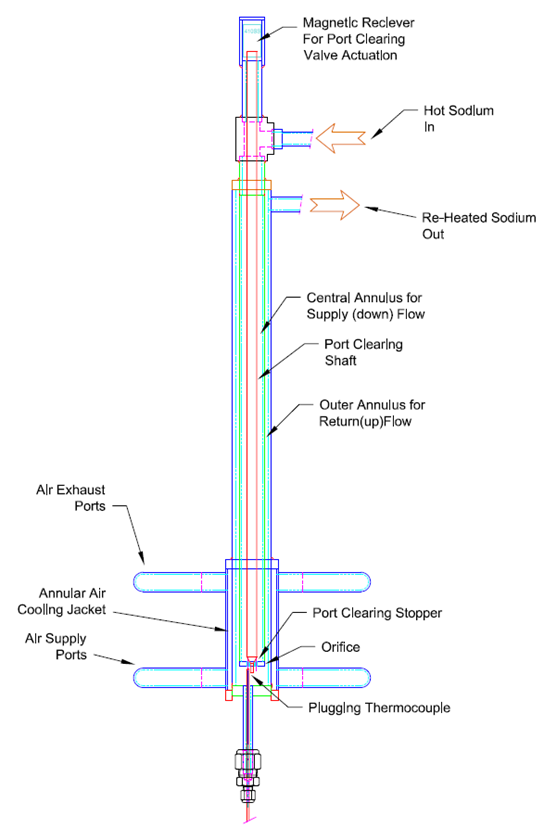 Magnetic Reciever
For Port Clearing
Valve Actuation
Hot Sodium
In
Re-Heated Sodium
Out
Central Annulus for
Supply (down) Flow
Port Clearing
Shaft
Outer Annulus for
Return(up)Flow
Air Exhaust
Ports
Annular Air
Cooling Jacket
Port Clearing Stopper
Air Supply
Ports
Orifice
Plugging Thermocouple